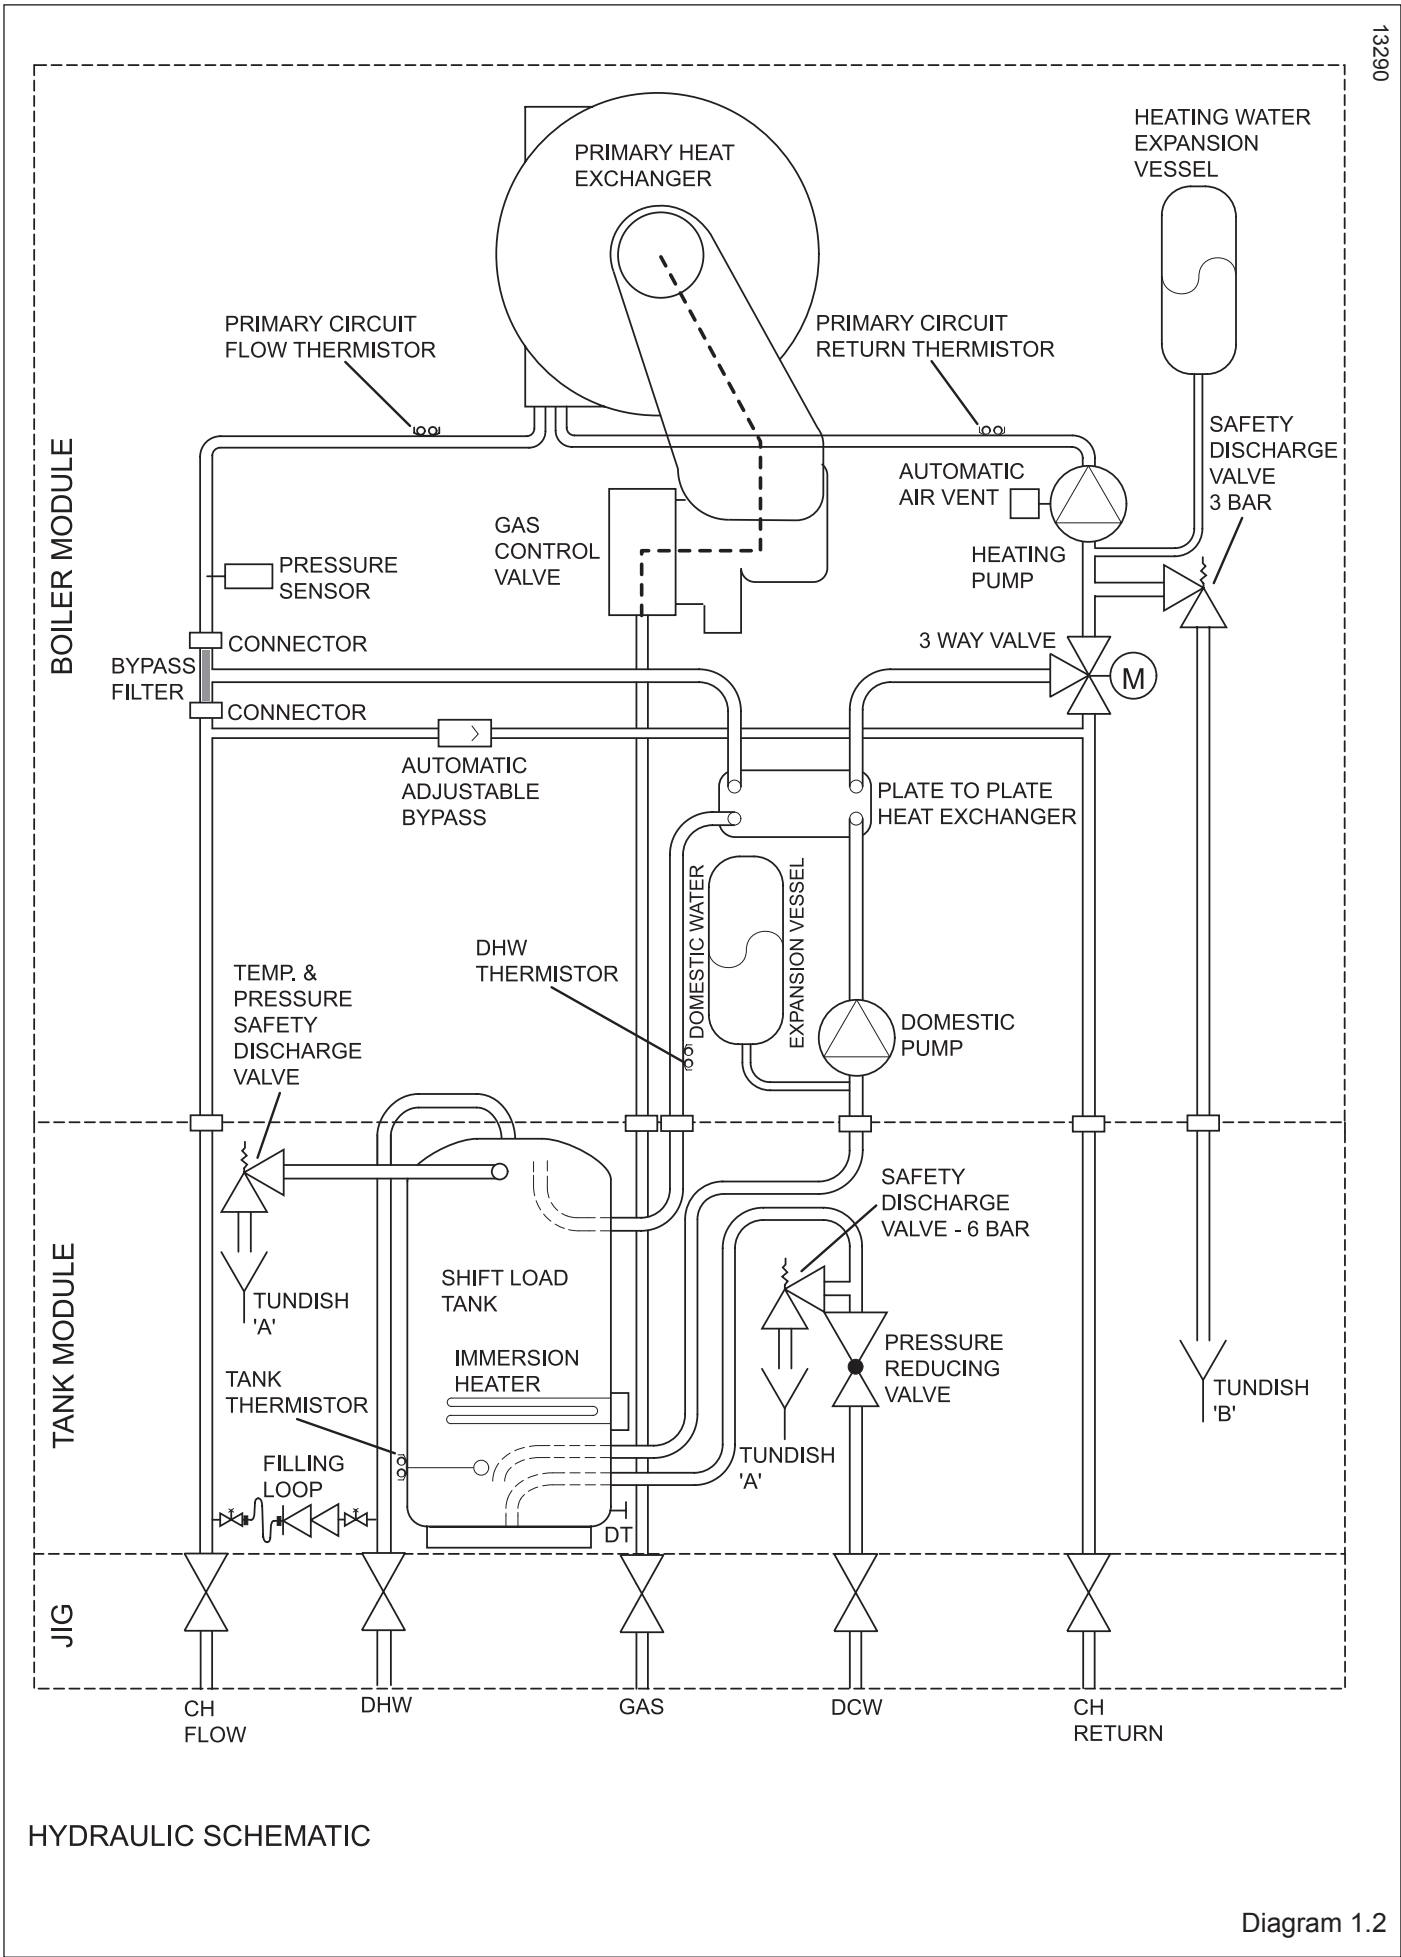 13290
HEATING WATER
EXPANSION
VESSEL
PRIMARY HEAT
EXCHANGER
PRIMARY CIRCUIT
FLOW THERMISTOR
PRIMARY CIRCUIT
RETURN THERMISTOR
SAFETY
DISCHARGE
VALVE
3 BAR
AUTOMATIC
AIR VENT
BOILER MODULE
GAS
CONTROL
VALVE
HEATING
PUMP
PRESSURE
SENSOR
CONNECTOR
3 WAY VALVE
BYPASS
FILTER
M
CONNECTOR
AUTOMATIC
ADJUSTABLE
BYPASS
PLATE TO PLATE
HEAT EXCHANGER
DOMESTIC WATER
EXPANSION VESSEL
DHW
THERMISTOR
TEMP. &
PRESSURE
SAFETY
DISCHARGE
VALVE
DOMESTIC
PUMP
SAFETY
DISCHARGE
VALVE - 6 BAR
TANK MODULE
SHIFT LOAD
TANK
TUNDISH
'A'
PRESSURE
REDUCING
VALVE
IMMERSION
HEATER
TANK
THERMISTOR
TUNDISH
'B'
TUNDISH
'A'
FILLING
LOOP
DT
JIG
CH
FLOW
DHW
GAS
DCW
CH
RETURN
HYDRAULIC SCHEMATIC
Diagram 1.2